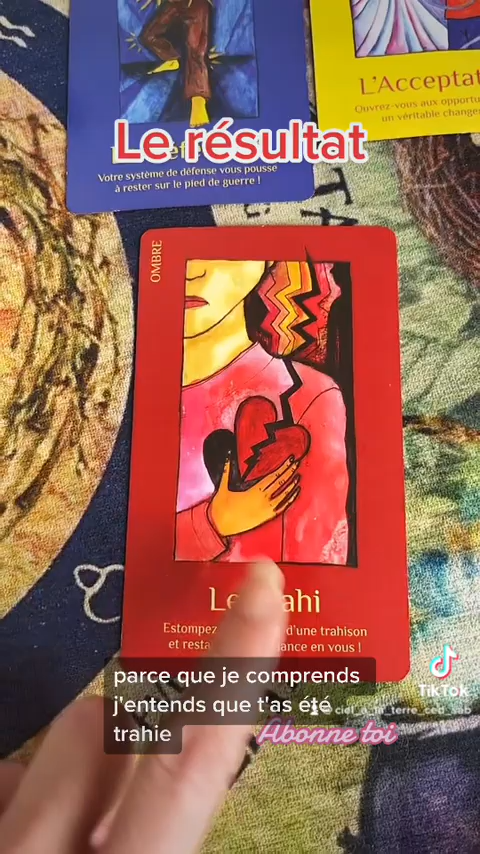 Le résultat
Votre système de défense vous pousse
à rester sur le pied de guerre !
L'Acceptat
Ouvrez-vous aux opportu
un véritable change
OMBRE
Le ahi
Estompez d'une trahison
et resta ance en vous !
parce que je comprends
j'entends que t'as été
trahie
TikTok
ciel_a_la_terre_ced_sab
Abonne toi